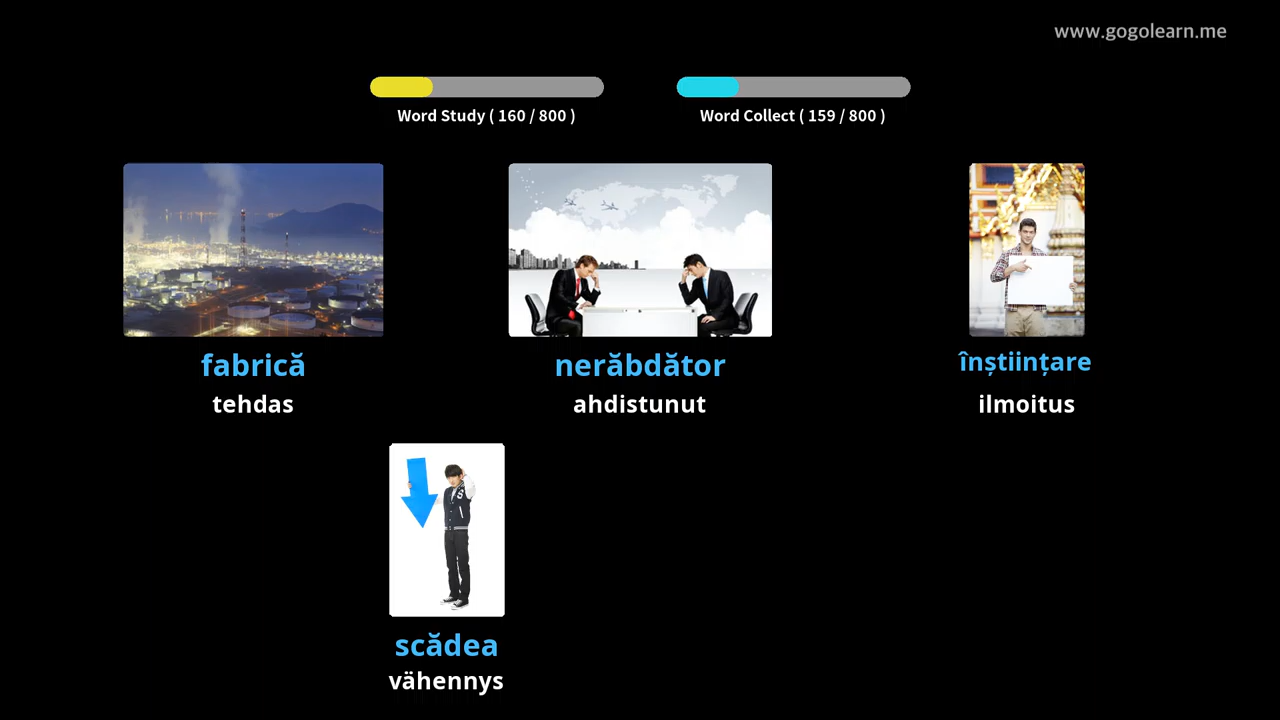 www.gogolearn.me
Word Study ( 160 / 800 )
Word Collect ( 159 / 800 )
fabrică
tehdas
nerăbdător
ahdistunut
înștiințare
ilmoitus
scădea
vähennys